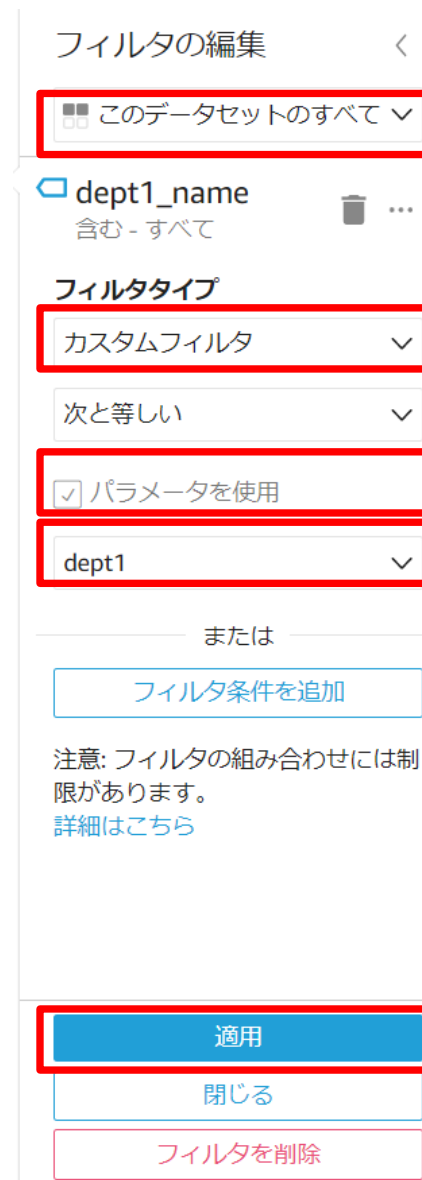 フィルタの編集
このデータセットのすべて
dept1_name
含む - すべて
フィルタタイプ
カスタムフィルタ
次と等しい
パラメータを使用
dept1
または
フィルタ条件を追加
注意: フィルタの組み合わせには制
限があります。
詳細はこちら
適用
閉じる
フィルタを削除